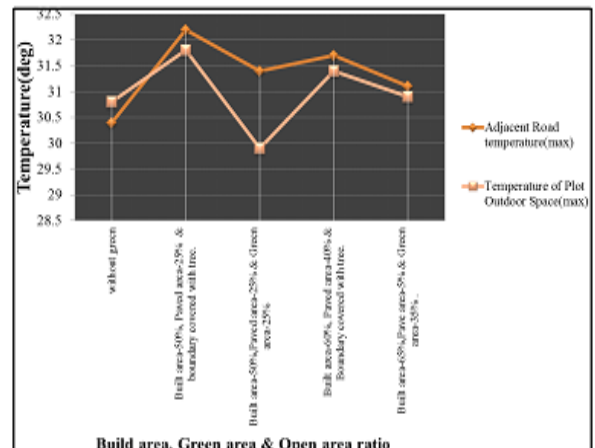 32.5
32
31.5
31
30.5
30
29.5
29
28.5
Temperature(deg)
without green
Built area-50%, Paved area-25% &
boundary covered with tree.
Built area-50%,Paved area-25% & Green
area-25%.
Built area-60%, Paved area-40% &
Boundary covered with tree.
Built area-65%,Pave area-5% & Green
area-35% .
Build area, Green area & Open area ratio
Adjacent Road
temperature(max)
Temperature of Plot
Outdoor Space(max)